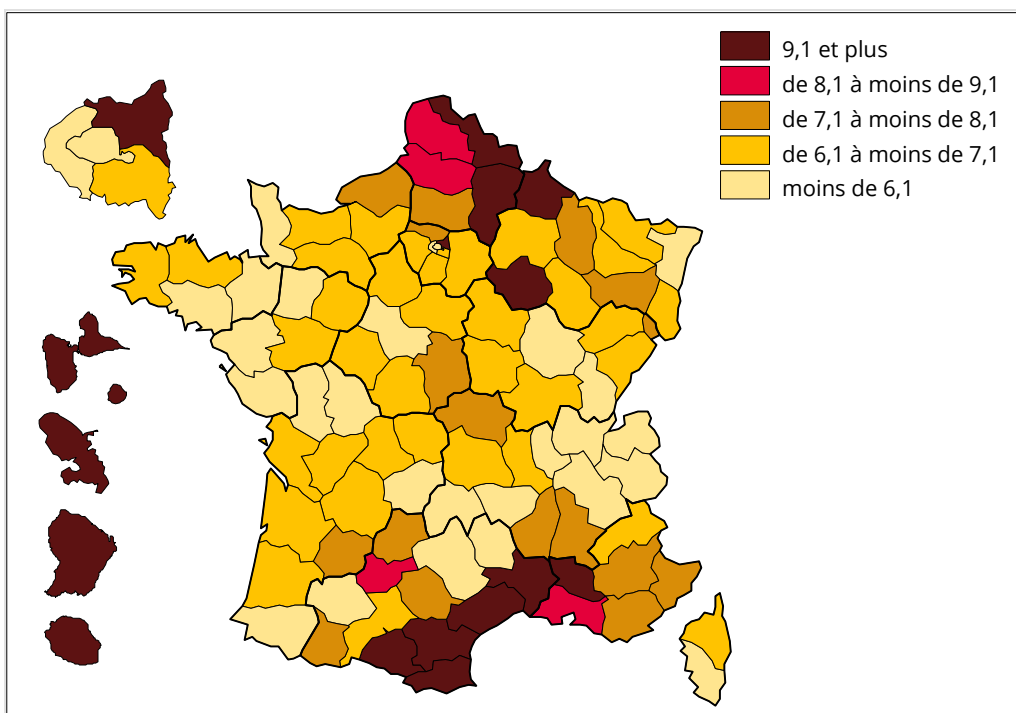 9,1 et plus
de 8,1 à moins de 9,1
de 7,1 à moins de 8,1
de 6,1 à moins de 7,1
moins de 6,1